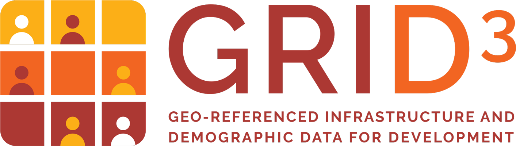 GRID³
GEO-REFERENCED INFRASTRUCTURE AND
DEMOGRAPHIC DATA FOR DEVELOPMENT